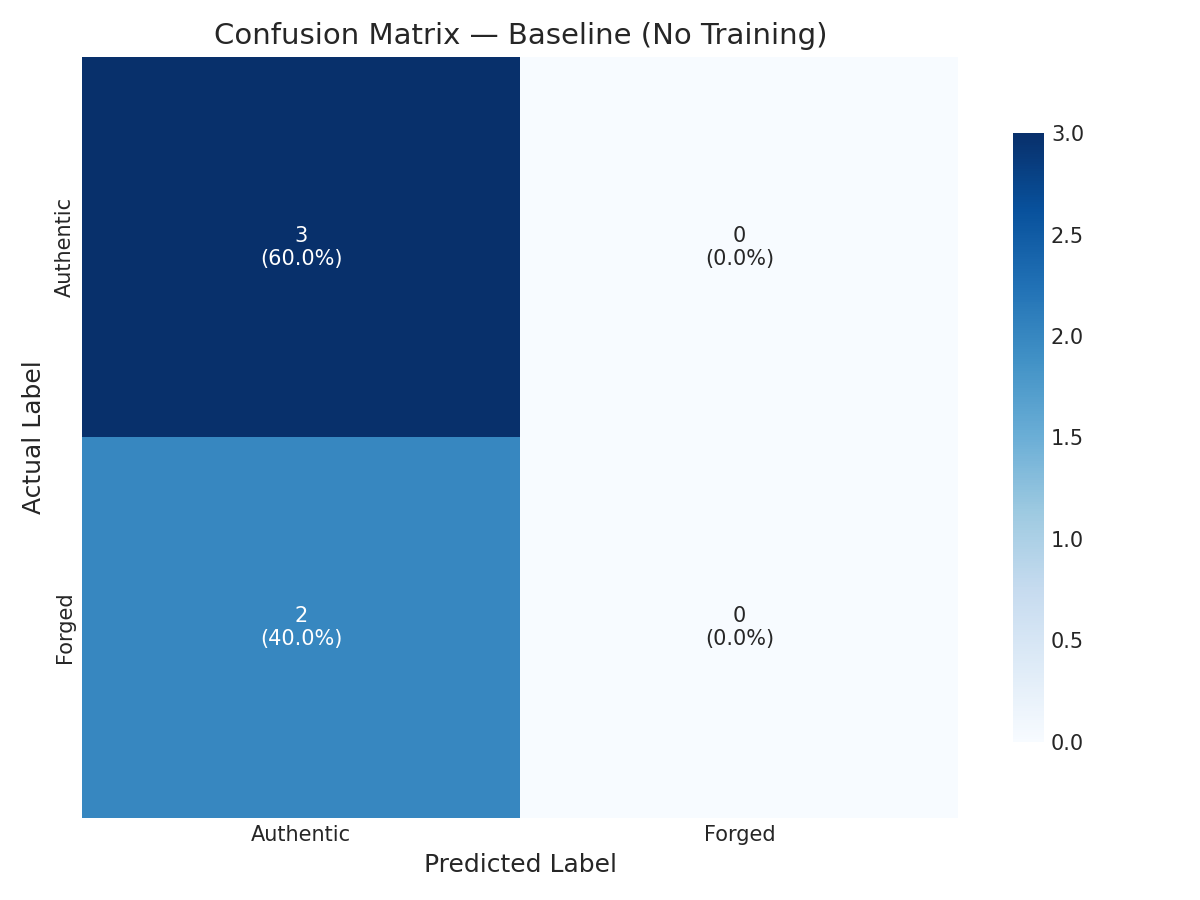 Confusion Matrix — Baseline (No Training)
Actual Label
Authentic
Forged
3
(60.0%)
0
(0.0%)
2
(40.0%)
0
(0.0%)
Authentic
Forged
Predicted Label
3.0
2.5
2.0
1.5
1.0
0.5
0.0